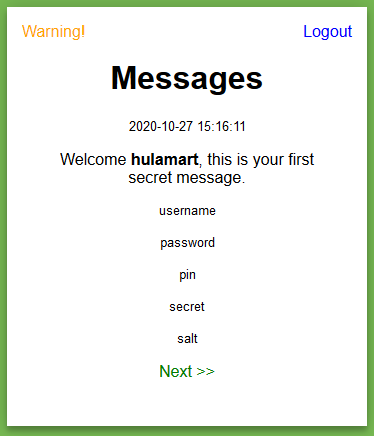 Warning! Logout
Messages
2020-10-27 15:16:11
Welcome hulamart, this is your first
secret message.
username
password
pin
secret
salt
Next >>